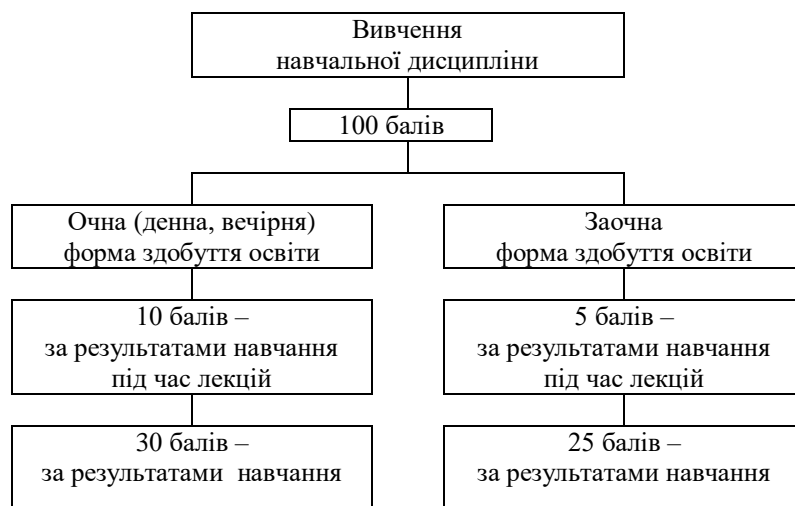 Вивчення
навчальної дисципліни
100 балів
Очна (денна, вечірня)
форма здобуття освіти
Заочна
форма здобуття освіти
10 балів –
за результатами навчання
під час лекцій
5 балів –
за результатами навчання
під час лекцій
30 балів –
за результатами навчання
25 балів –
за результатами навчання